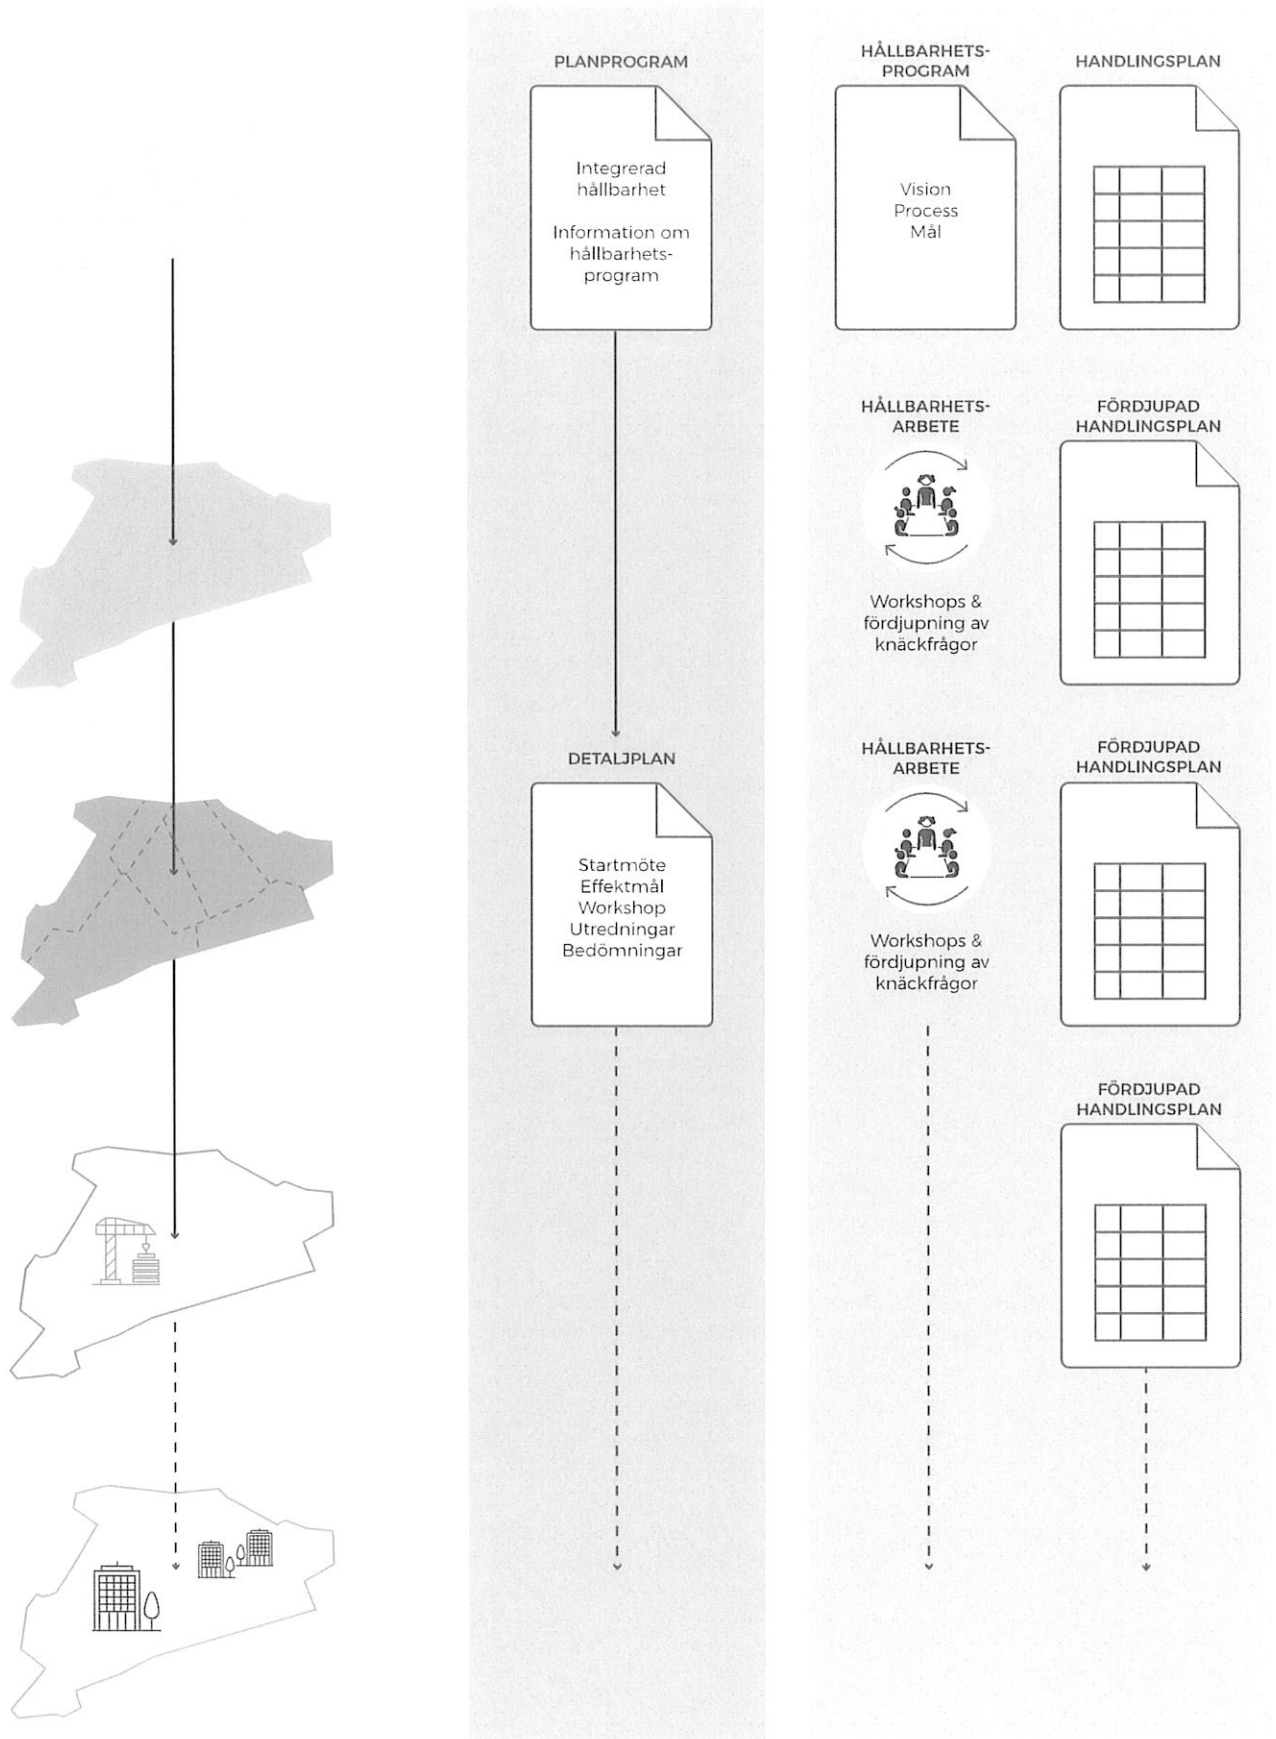 PLANPROGRAM
Integrerad
hållbarhet
Information om
hållbarhets-
program
HÅLLBARHETS-
PROGRAM
Vision
Process
Mål
HANDLINGSPLAN
HÅLLBARHETS-
ARBETE
Workshops &
fördjupning av
knäckfrågor
FÖRDJUPAD
HANDLINGSPLAN
DETALJPLAN
Startmöte
Effektmål
Workshop
Utredningar
Bedömningar
HÅLLBARHETS-
ARBETE
Workshops &
fördjupning av
knäckfrågor
FÖRDJUPAD
HANDLINGSPLAN
FÖRDJUPAD
HANDLINGSPLAN